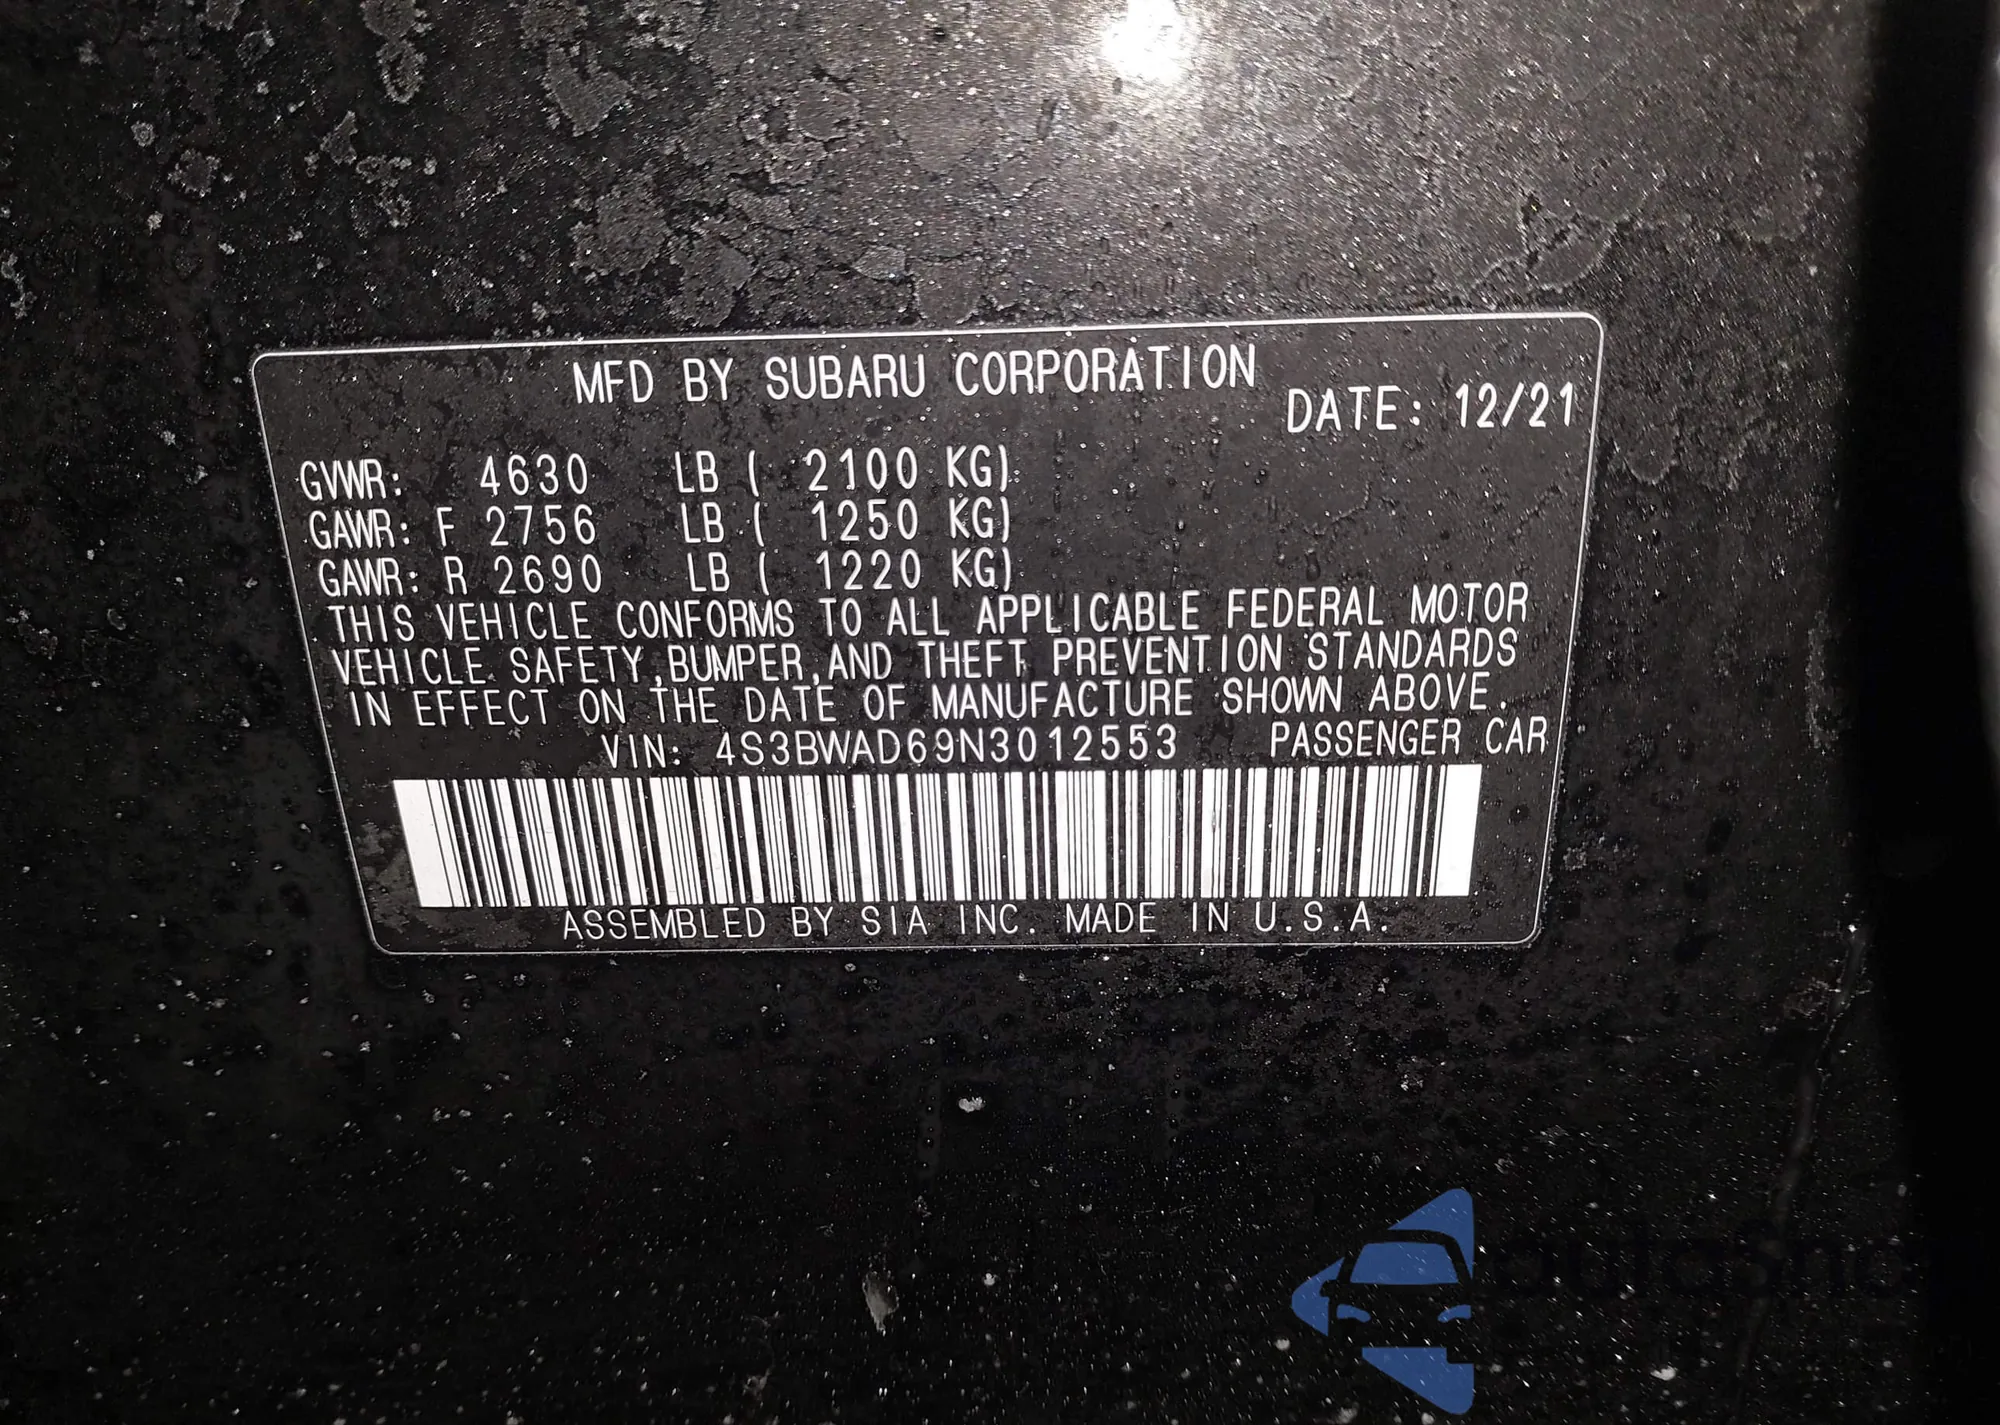 MFD BY SUBARU CORPORATION
DATE: 12/21
GVWR: 4630 LB ( 2100 KG)
GAWR: F 2756 LB ( 1250 KG)
GAWR: R 2690 LB ( 1220 KG)
THIS VEHICLE CONFORMS TO ALL APPLICABLE FEDERAL MOTOR
VEHICLE SAFETY,BUMPER,AND THEFT PREVENTION STANDARDS
IN EFFECT ON THE DATE OF MANUFACTURE SHOWN ABOVE.
VIN: 4S3BWAD69N3012553 PASSENGER CAR
ASSEMBLED BY SIA INC. MADE IN U.S.A.